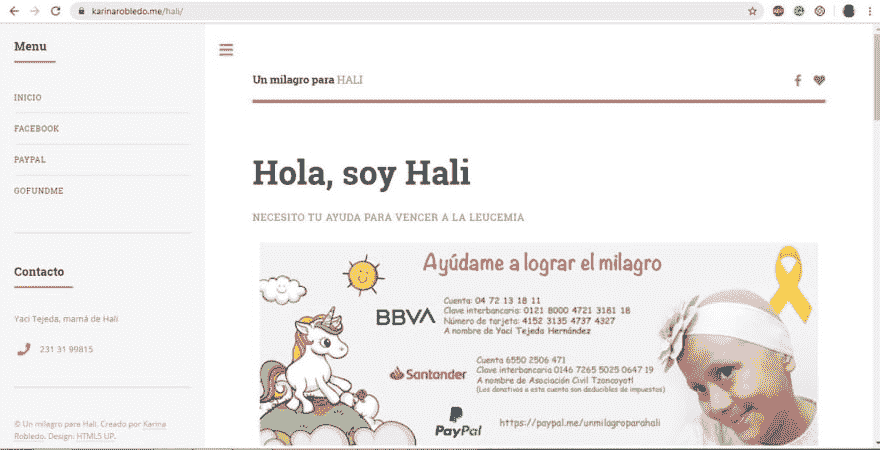 karinarobledo.me/hali/
Menu
INICIO
FACEBOOK
PAYPAL
GOFUNDME
Contacto
Yaci Tejeda, mamá de Hali
231 31 99815
© Un milagro para Hali. Creado por Karina
Robledo. Design: HTML5 UP.
Un milagro para HALI
Hola, soy Hali
NECESITO TU AYUDA PARA VENCER A LA LEUCEMIA
Ayúdame a lograr el milagro
BBVA
Cuenta: 04 72 13 18 11
Clave interbancaria: 0121 8000 4721 3181 18
Número de tarjeto: 4152 3135 4737 4327
A nombre de Yaci Tejeda Hernández
Santander
Cuenta 6550 2506 471
Clave interbancaria 0146 7265 5025 0647 19
A nombre de Asociación Civil Tzoncoyotl
(Los donativos a esta cuenta son deducibles de impuestos)
PayPal
https://paypal.me/unmilagroparahali